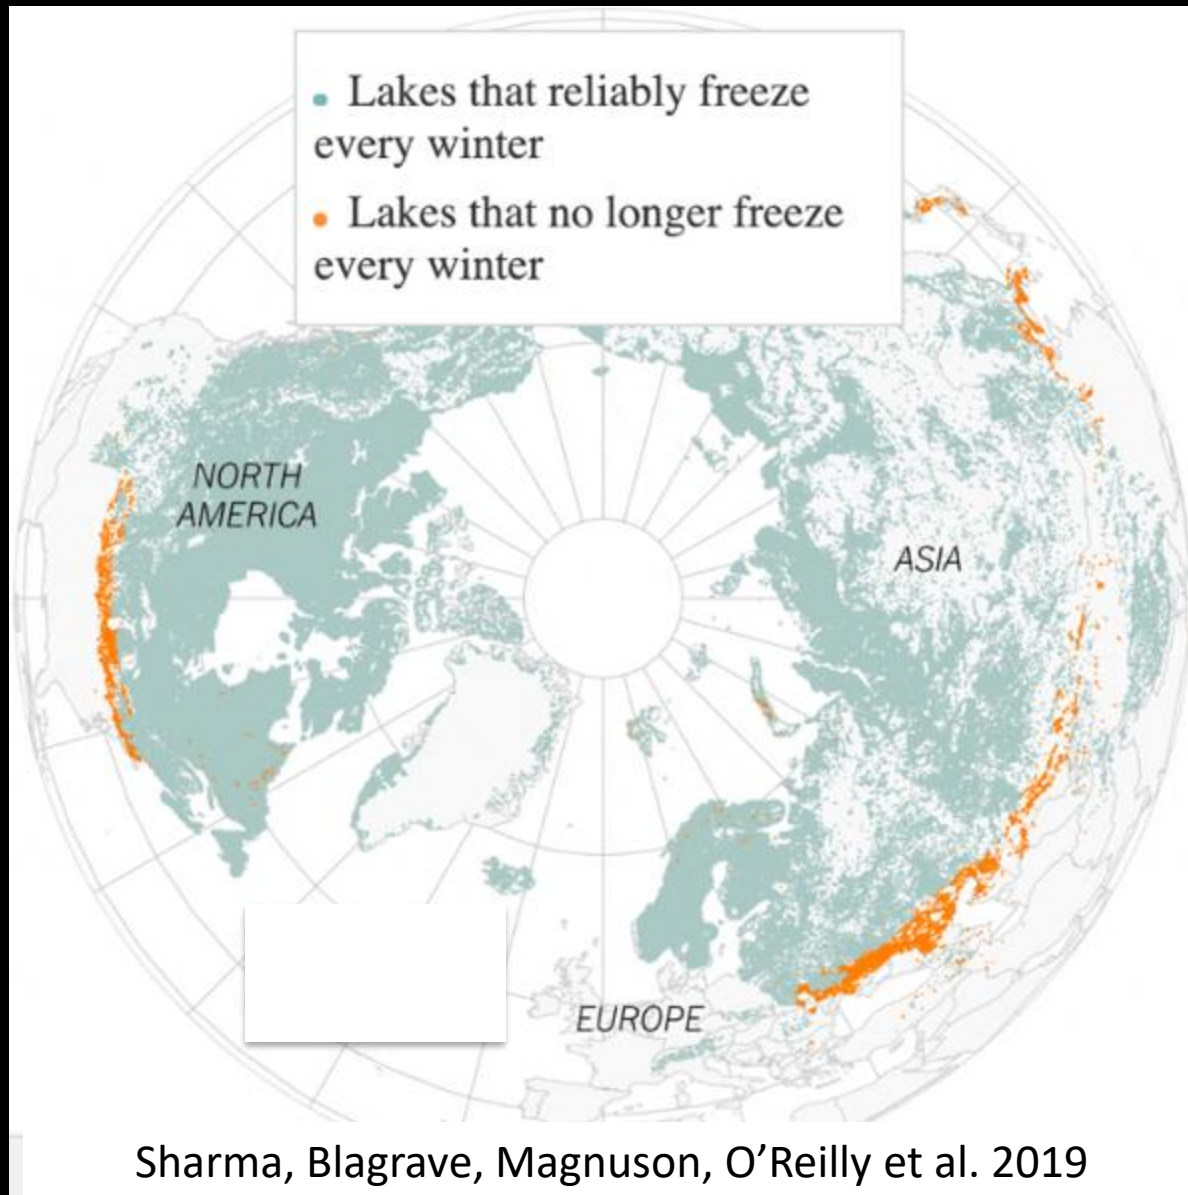 Lakes that reliably freeze
every winter
Lakes that no longer freeze
every winter
NORTH
AMERICA
ASIA
EUROPE
Sharma, Blagrave, Magnuson, O’Reilly et al. 2019